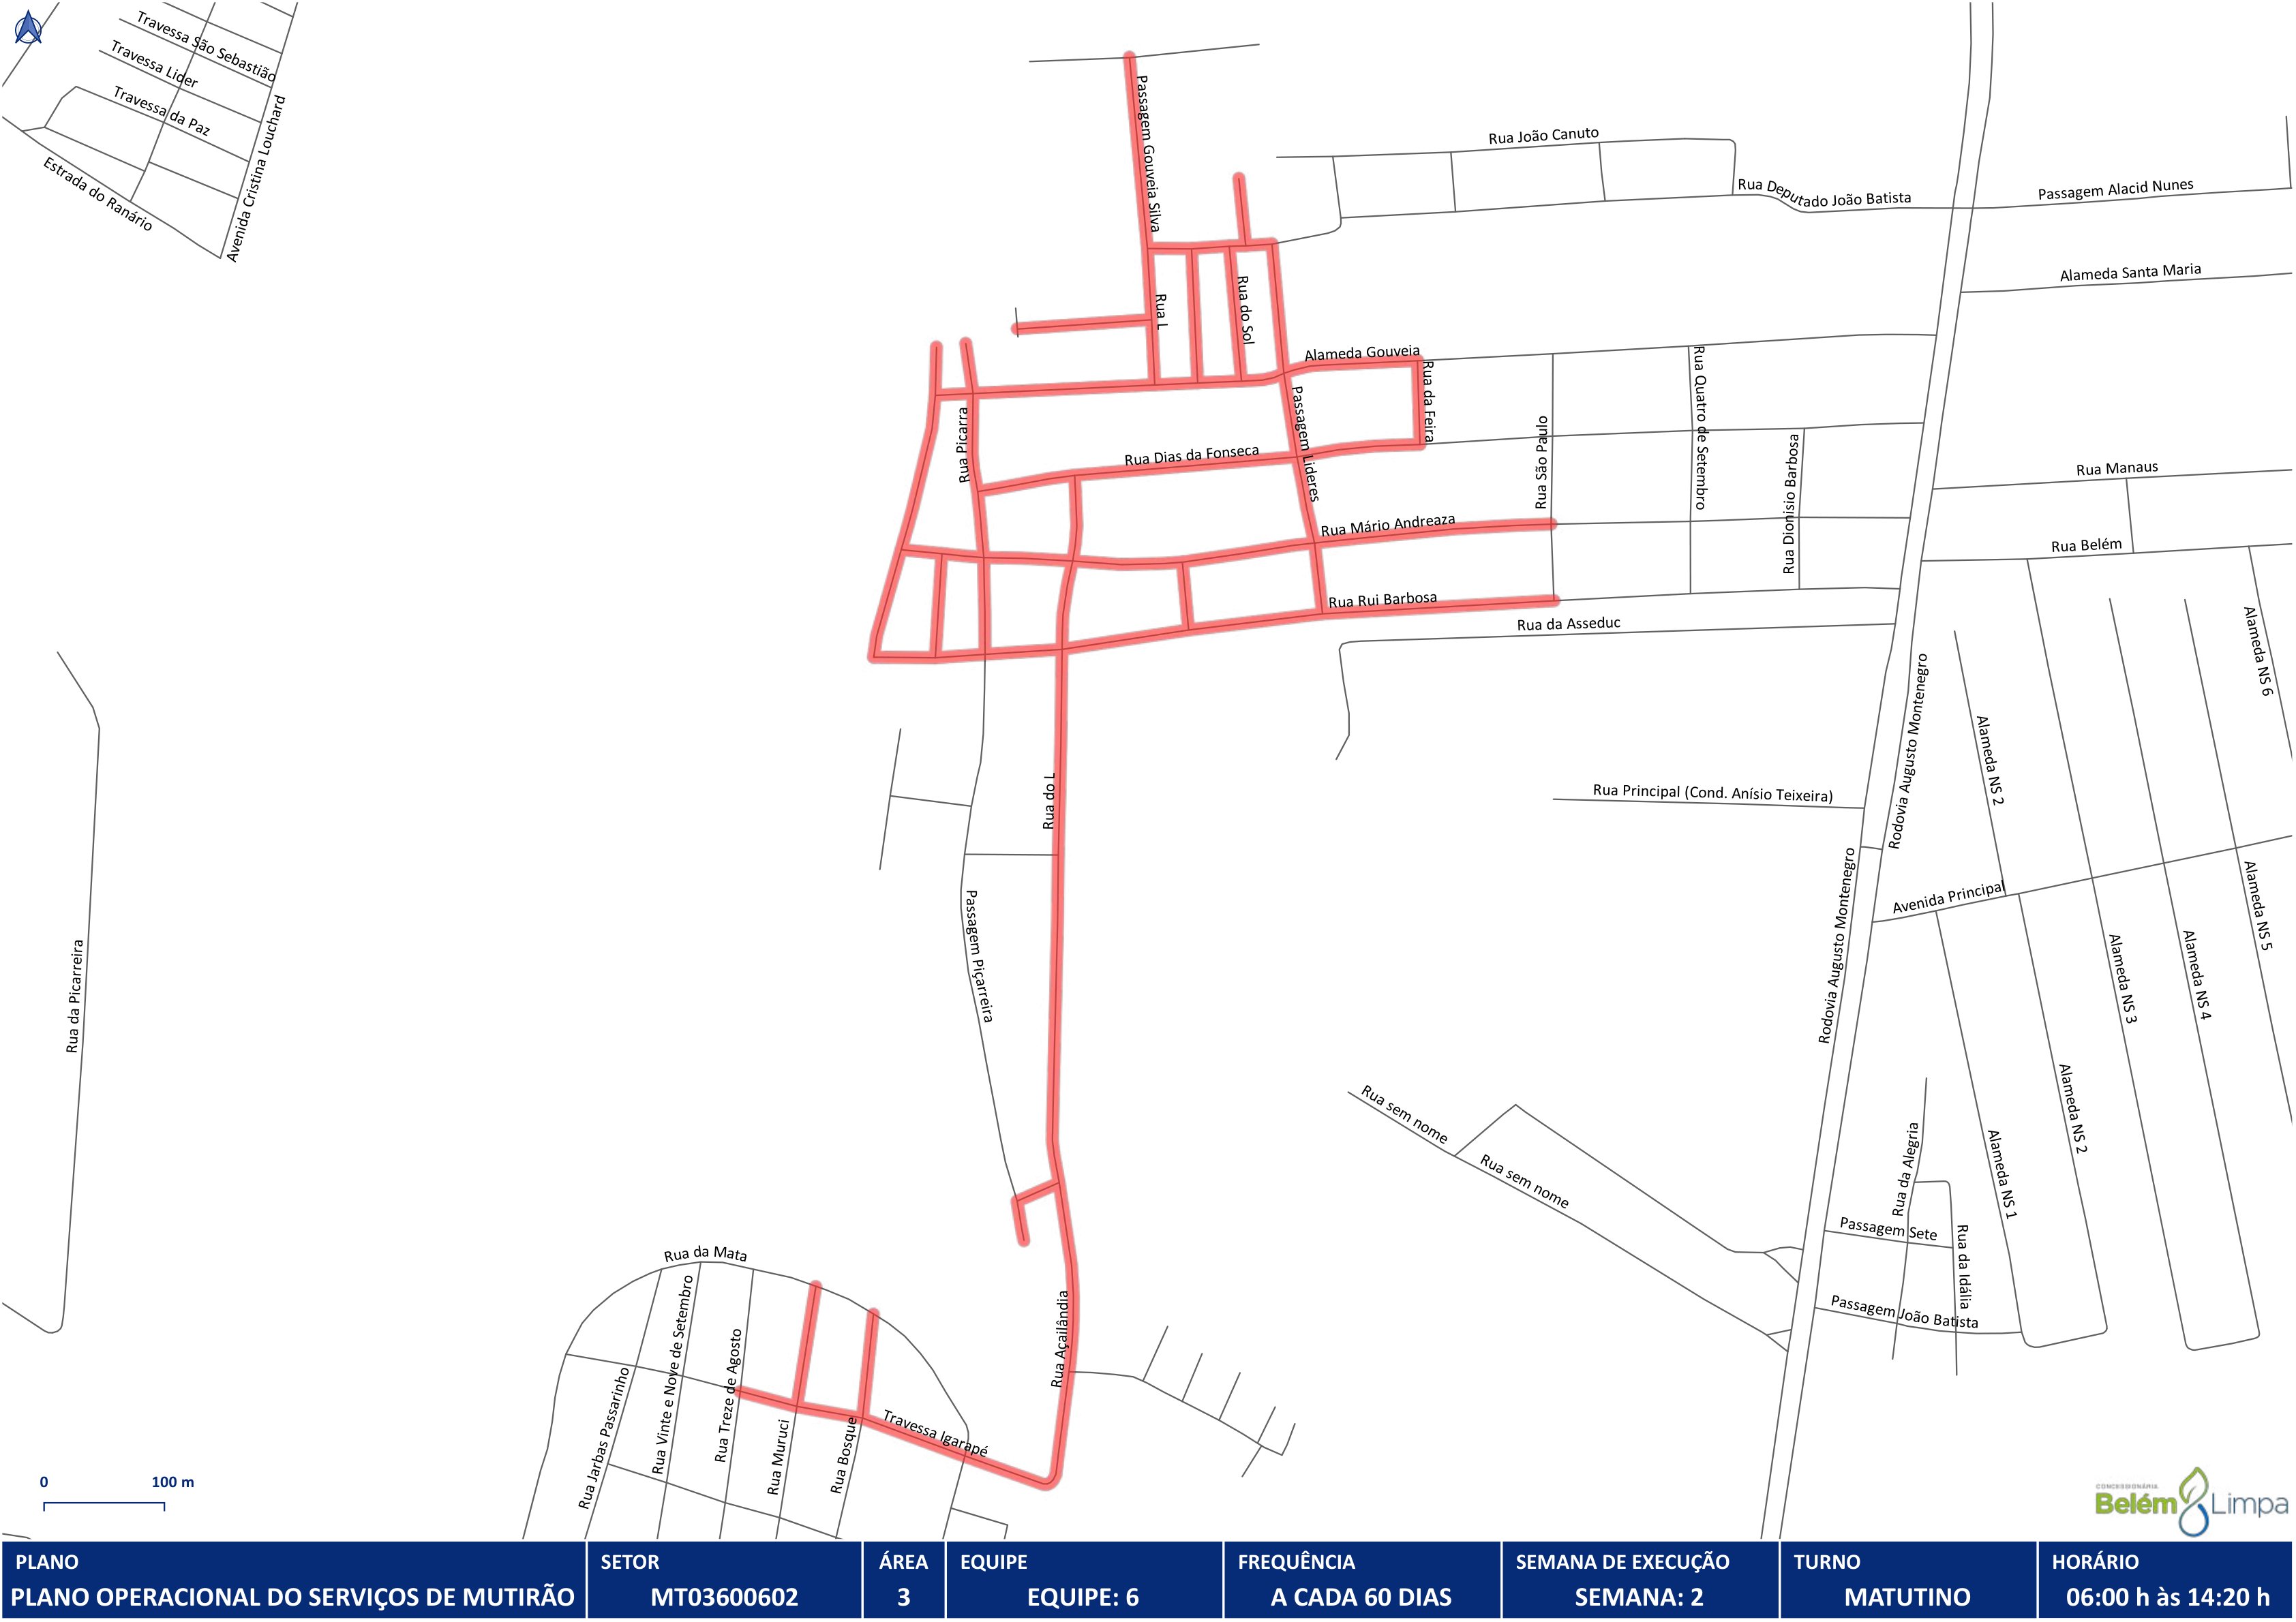 Travessa São Sebastião
Travessa Lider
Travessa da Paz
Estrada do Ranário
Avenida Cristina Louchard
Passagem Gouveia Silva
Rua João Canuto
Rua Deputado João Batista
Passagem Alacid Nunes
Alameda Santa Maria
Rua L
Rua do Sol
Alameda Gouveia
Rua da Feira
Rua Quatro de Setembro
Rua Picarra
Passagem Lideres
Rua Dias da Fonseca
Rua São Paulo
Rua Dionisio Barbosa
Rua Manaus
Rua Mário Andreaza
Rua Belém
Rua Rui Barbosa
Rua da Asseduc
Alameda NS 6
Rodovia Augusto Montenegro
Alameda NS 2
Rua do L
Rua Principal (Cond. Anísio Teixeira)
Rodovia Augusto Montenegro
Avenida Principal
Alameda NS 5
Rua da Picarreira
Passagem Piçarreira
Alameda NS 3
Alameda NS 4
Rua sem nome
Rua sem nome
Alameda NS 2
Rua da Alegria
Alameda NS 1
Passagem Sete
Rua da Idália
Passagem João Batista
Rua da Mata
Rua Açailândia
Rua Vinte e Nove de Setembro
Rua Treze de Agosto
Rua Jarbas Passarinho
Rua Muruci
Rua Bosque
Travessa Igarapé
0 100 m
CONCESSIONÁRIA
Belém Limpa
PLANO
PLANO OPERACIONAL DO SERVIÇOS DE MUTIRÃO
SETOR
MT03600602
ÁREA
3
EQUIPE
EQUIPE: 6
FREQUÊNCIA
A CADA 60 DIAS
SEMANA DE EXECUÇÃO
SEMANA: 2
TURNO
MATUTINO
HORÁRIO
06:00 h às 14:20 h